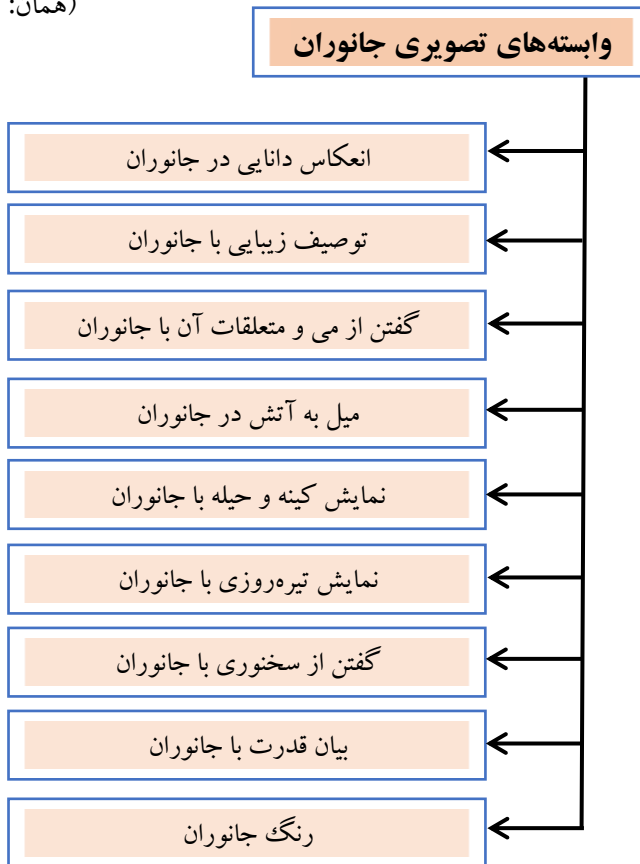 (همان:
وابسته‌های تصویری جانوران
انعکاس دانایی در جانوران
توصیف زیبایی با جانوران
گفتن از می و متعلقات آن با جانوران
میل به آتش در جانوران
نمایش کینه و حیله با جانوران
نمایش تیره‌روزی با جانوران
گفتن از سخنوری با جانوران
بیان قدرت با جانوران
رنگ جانوران